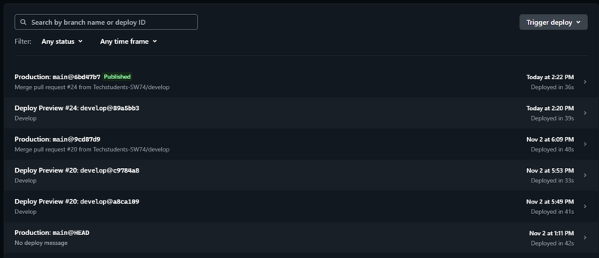 Search by branch name or deploy ID
Trigger deploy
Filter: Any status Any time frame
Production: main@6bd47b7 Published
Today at 2:22 PM
Merge pull request #24 from Techstudents-SW74/develop
Deployed in 36s
Deploy Preview #24: develop@89a5bb3
Today at 2:20 PM
Develop
Deployed in 39s
Production: main@9cd87d9
Nov 2 at 6:09 PM
Merge pull request #20 from Techstudents-SW74/develop
Deployed in 48s
Deploy Preview #20: develop@c9784a8
Nov 2 at 5:53 PM
Develop
Deployed in 33s
Deploy Preview #20: develop@a8ca109
Nov 2 at 5:49 PM
Develop
Deployed in 41s
Production: main@HEAD
Nov 2 at 1:11 PM
No deploy message
Deployed in 42s